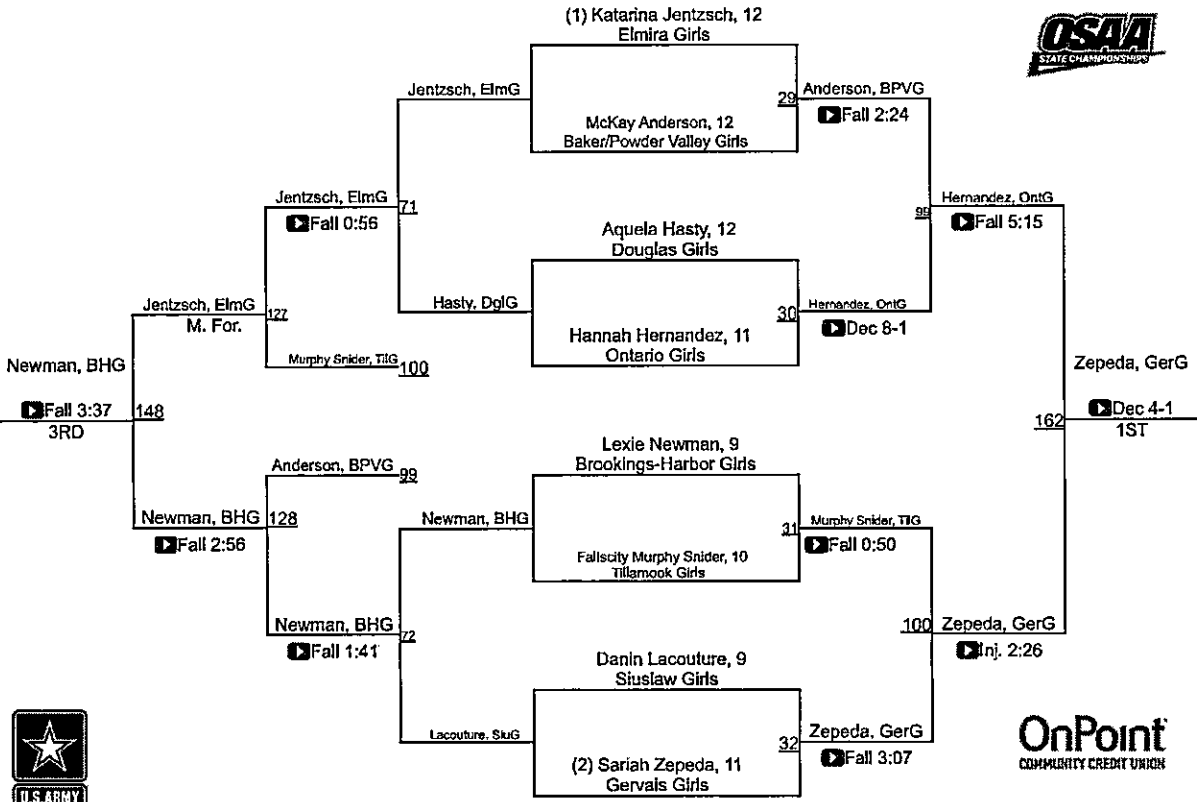 (1) Katarina Jentzsch, 12
Elmira Girls
OSAA
STATE CHAMPIONSHIPS
Jentzsch, ElmG
29
Anderson, BPVG
Fall 2:24
McKay Anderson, 12
Baker/Powder Valley Girls
Jentzsch, ElmG
71
Fall 0:56
99
Hernandez, OntG
Fall 5:15
Aquela Hasty, 12
Douglas Girls
Jentzsch, ElmG
127
M. For.
Hasty, DglG
30
Hernandez, OntG
Dec 8-1
Hannah Hernandez, 11
Ontario Girls
Murphy Snider, TilG
100
Newman, BHG
Zepeda, GerG
Fall 3:37
148
3RD
162
Dec 4-1
1ST
Lexie Newman, 9
Brookings-Harbor Girls
Anderson, BPVG
99
Newman, BHG
128
Fall 2:56
Newman, BHG
31
Murphy Snider, TilG
Fall 0:50
Fallscity Murphy Snider, 10
Tillamook Girls
Newman, BHG
72
Fall 1:41
100
Zepeda, GerG
Inj. 2:26
Danin Lacouture, 9
Siuslaw Girls
Lacouture, SiuG
32
Zepeda, GerG
Fall 3:07
(2) Sariah Zepeda, 11
Gervais Girls
U.S. ARMY
OnPoint
COMMUNITY CREDIT UNION